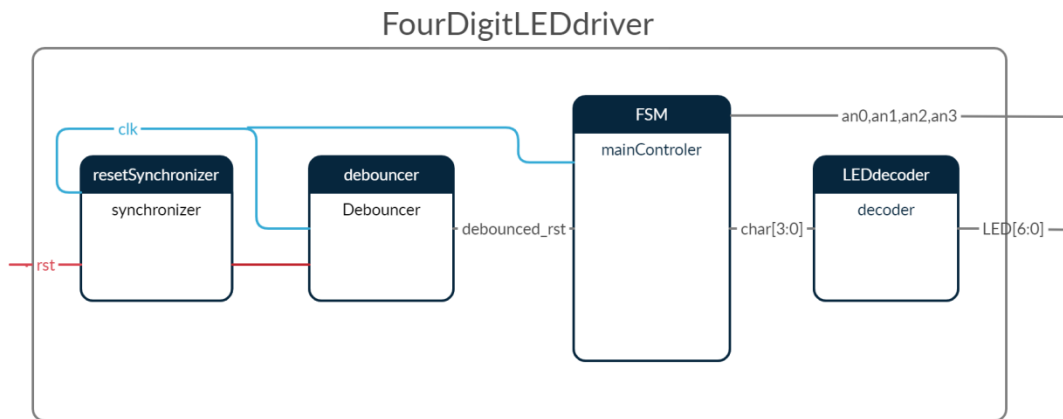 FourDigitLEDdriver
clk
rst
resetSynchronizer
synchronizer
debouncer
Debouncer
debounced_rst
FSM
mainControler
an0,an1,an2,an3
char[3:0]
LEDdecoder
decoder
LED[6:0]